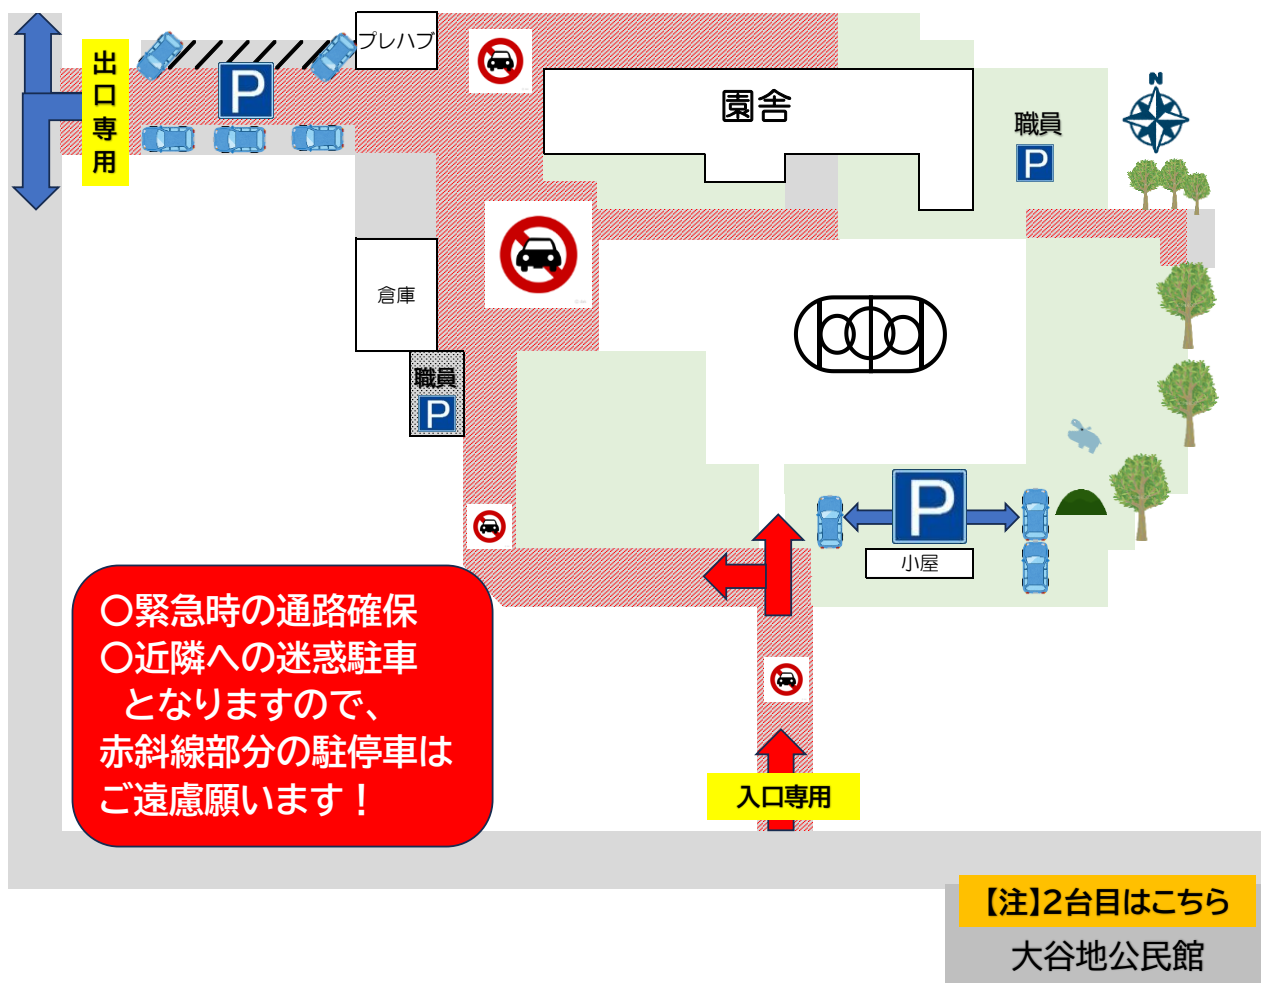 N
出口専用
P
プレハブ
園舎
職員
P
倉庫
職員
P
P
小屋
〇緊急時の通路確保
〇近隣への迷惑駐車
となりますので、
赤斜線部分の駐停車は
ご遠慮願います！
入口専用
【注】2台目はこちら
大谷地公民館